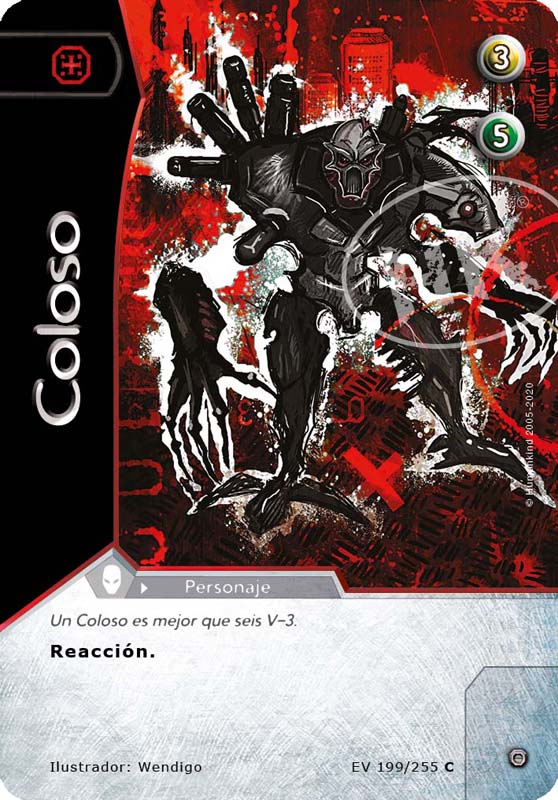 3
5
Coloso
© Humankind 2005-2020
Personaje
Un Coloso es mejor que seis V-3.
Reacción.
Ilustrador: Wendigo
EV 199/255 C